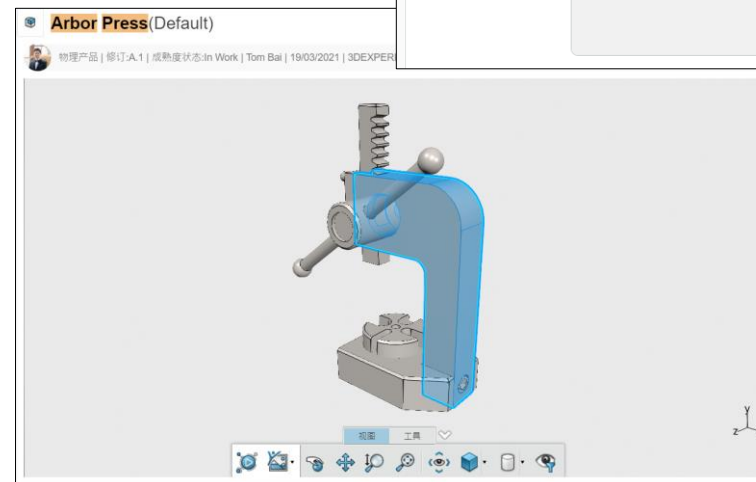 Arbor Press(Default)
物理产品 | 修订:A.1 | 成熟度状态:In Work | Tom Bai | 19/03/2021 | 3DEXPERI
y
z
视图 工具